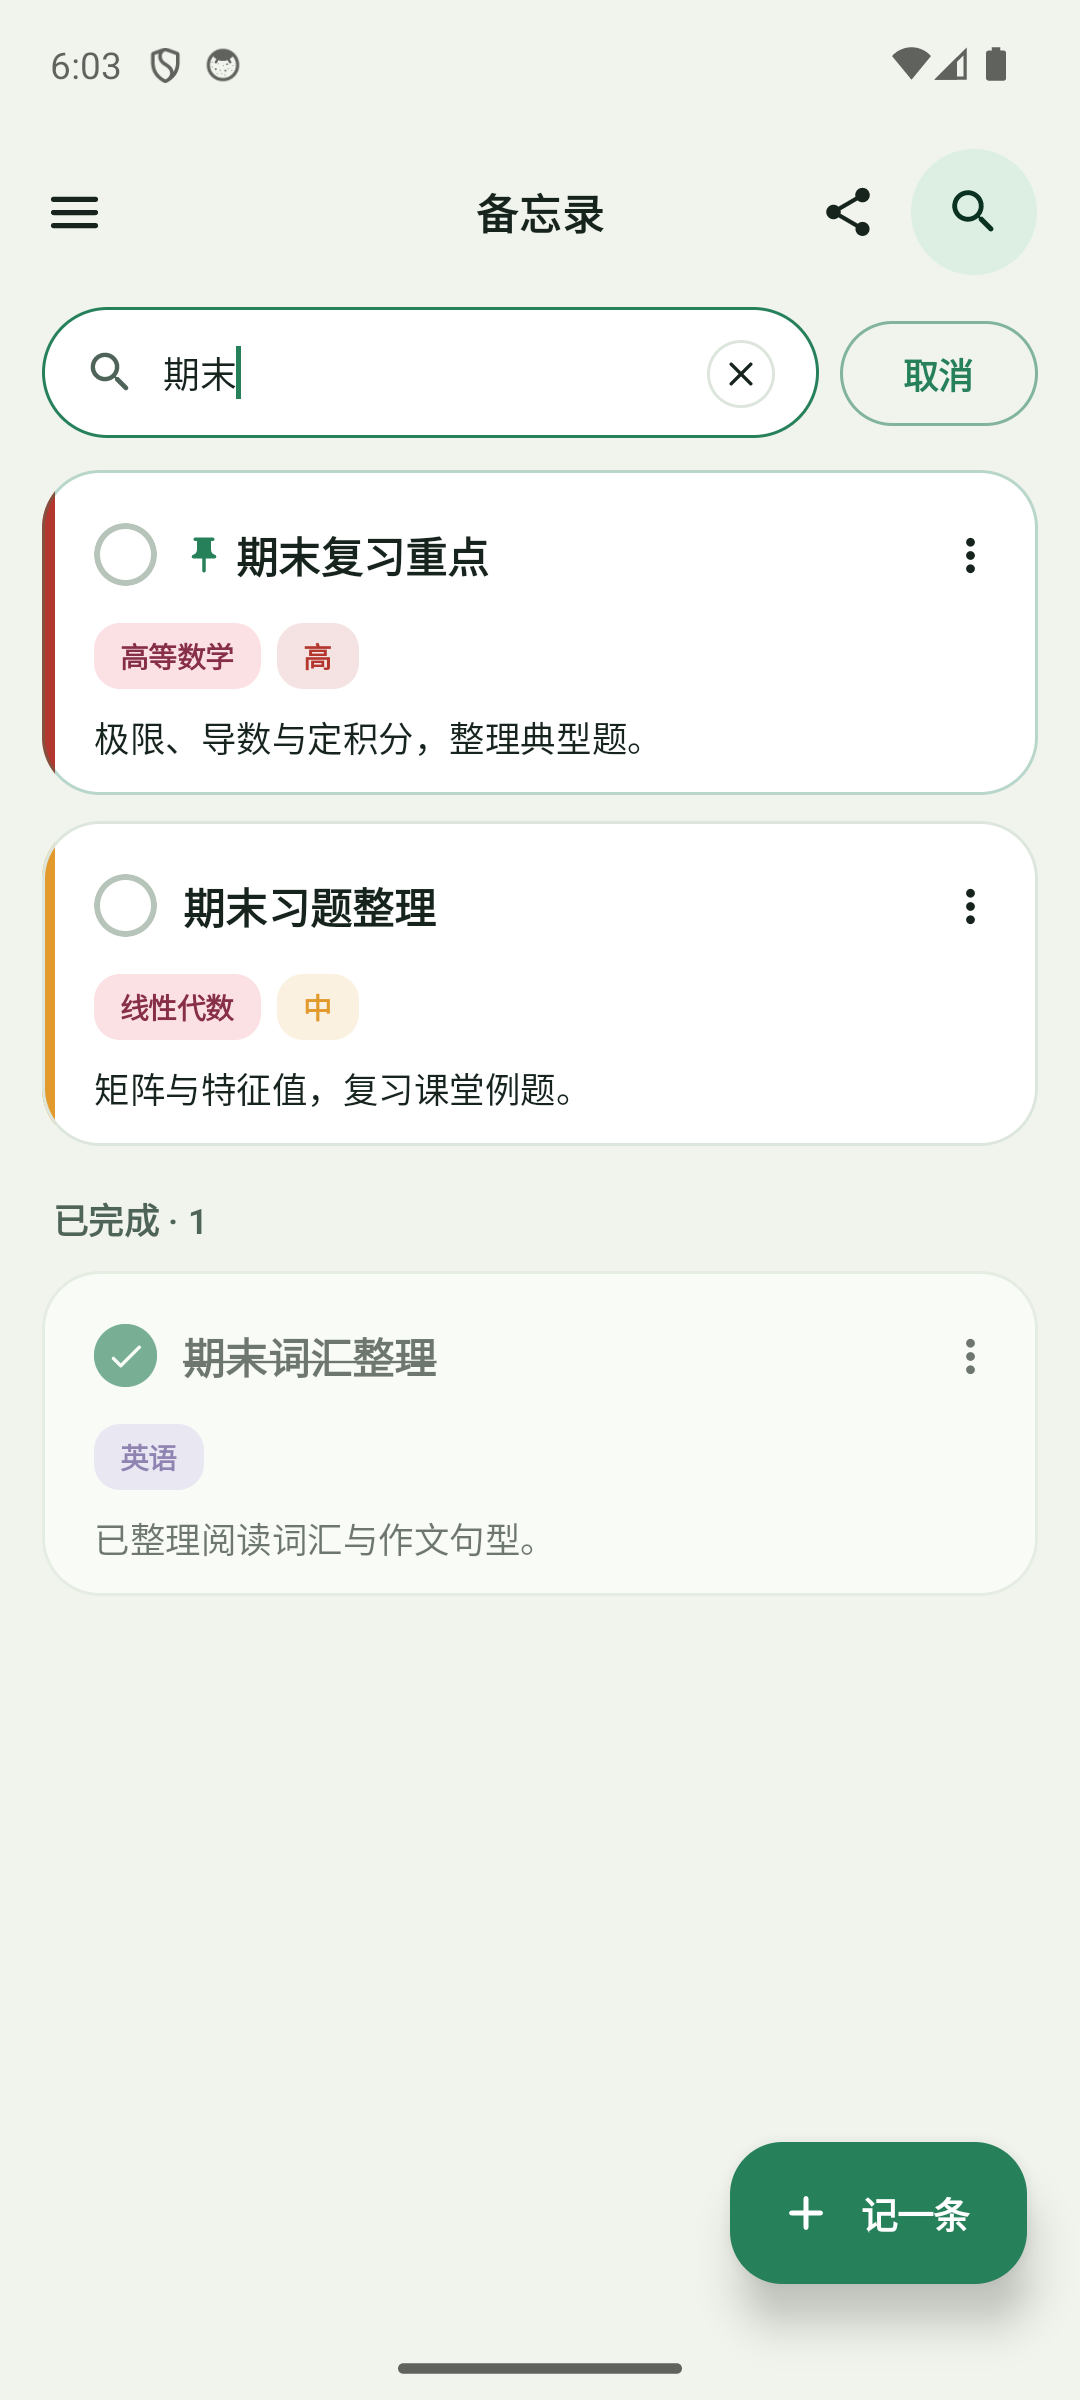 6:03
备忘录
期末
取消
期末复习重点
高等数学 高
极限、导数与定积分，整理典型题。
期末习题整理
线性代数 中
矩阵与特征值，复习课堂例题。
已完成 · 1
期末词汇整理
英语
已整理阅读词汇与作文句型。
记一条